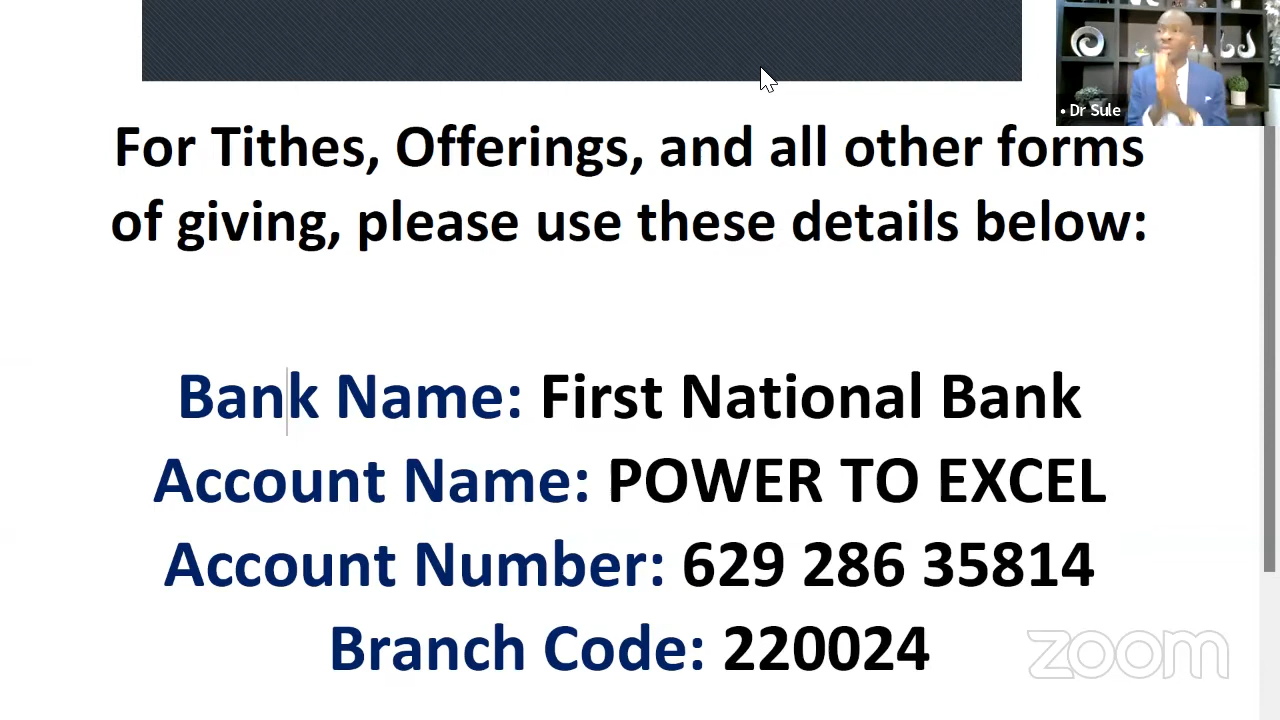 • Dr Sule
For Tithes, Offerings, and all other forms
of giving, please use these details below:
Bank Name: First National Bank
Account Name: POWER TO EXCEL
Account Number: 629 286 35814
Branch Code: 220024
zoom